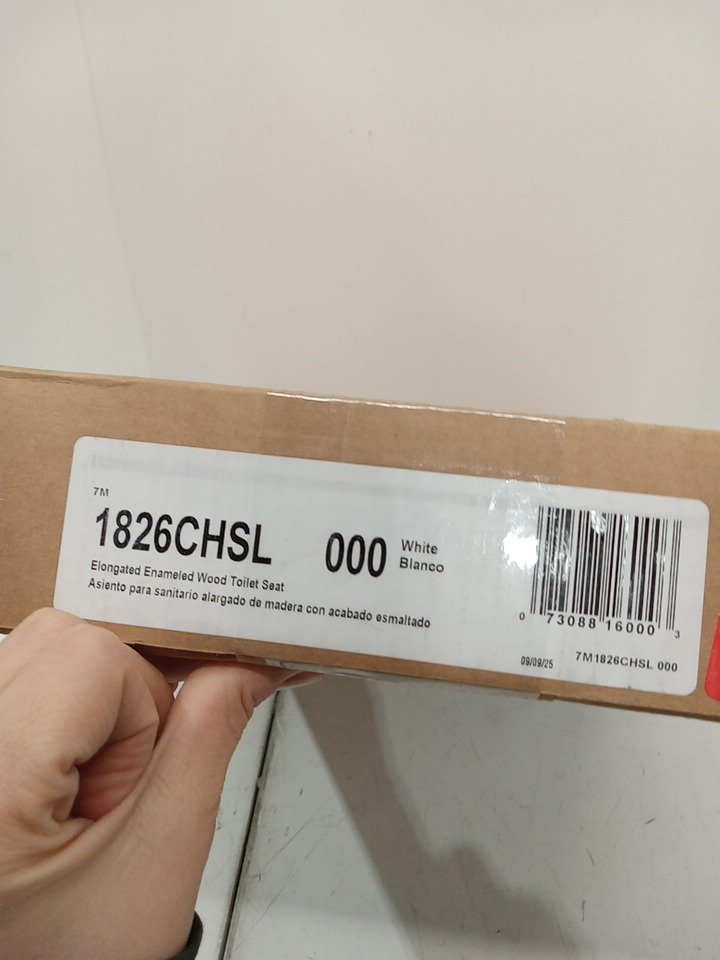 7M
1826CHSL 000 White Blanco
Elongated Enameled Wood Toilet Seat
Asiento para sanitario alargado de madera con acabado esmaltado
0 73088 16000 3
09/09/25 7M1826CHSL 000